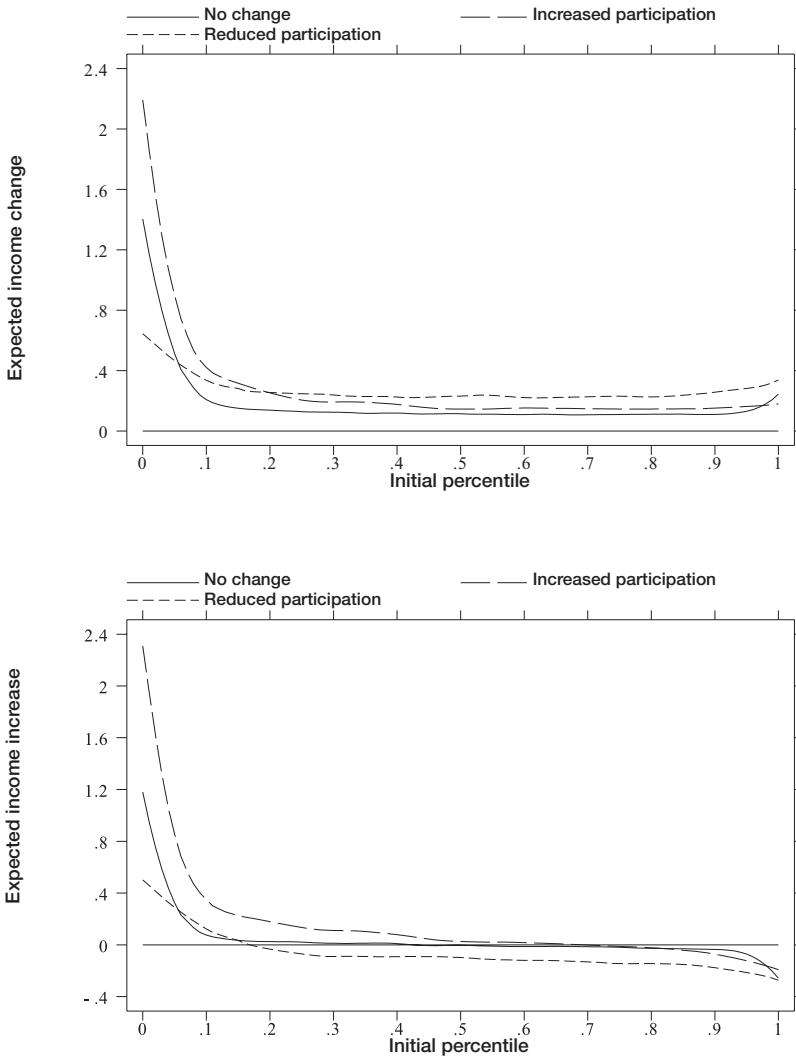 No change Increased participation
Reduced participation
Expected income change
2.4
2
1.6
1.2
.8
.4
0
0 .1 .2 .3 .4 .5 .6 .7 .8 .9 1
Initial percentile
No change Increased participation
Reduced participation
Expected income increase
2.4
2
1.6
1.2
.8
.4
0
-.4
0 .1 .2 .3 .4 .5 .6 .7 .8 .9 1
Initial percentile